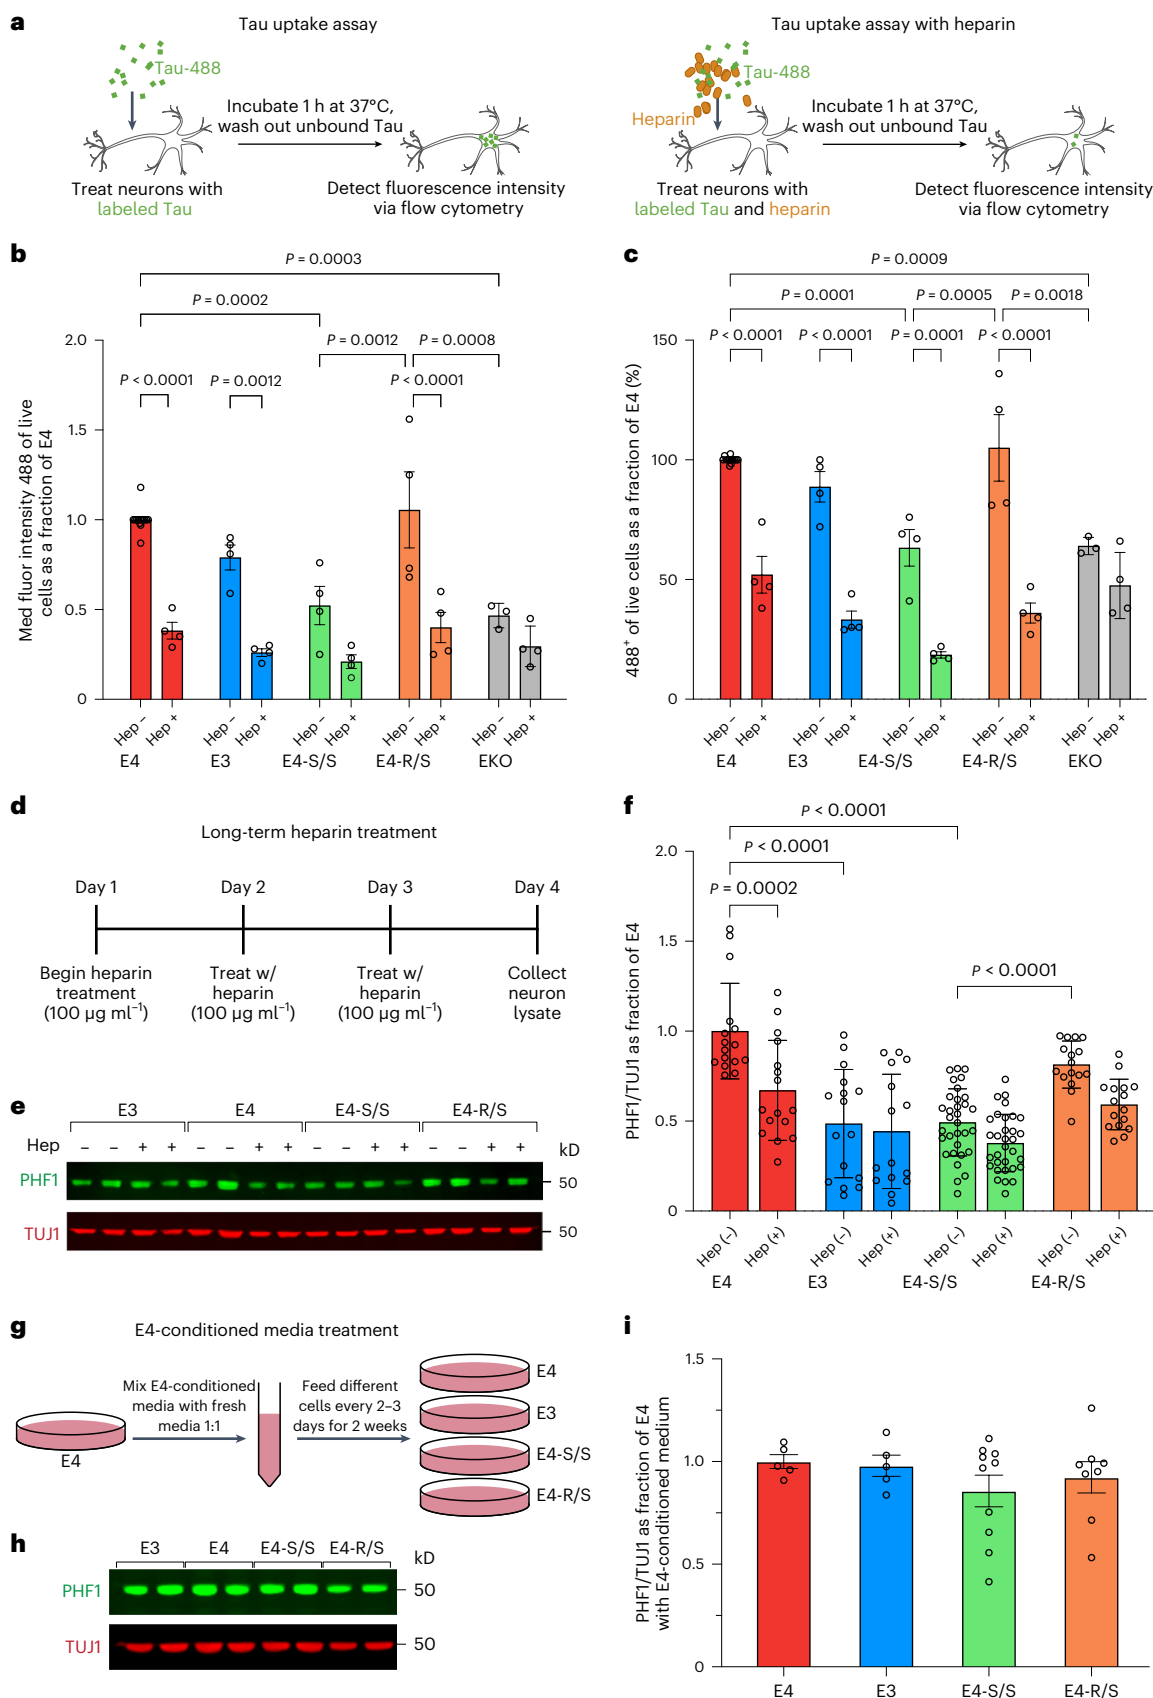 a
Tau uptake assay
Tau-488
Incubate 1 h at 37°C,
wash out unbound Tau
Treat neurons with
labeled Tau
Detect fluorescence intensity
via flow cytometry
Tau uptake assay with heparin
Tau-488
Heparin
Incubate 1 h at 37°C,
wash out unbound Tau
Treat neurons with
labeled Tau and heparin
Detect fluorescence intensity
via flow cytometry
b
P = 0.0003
P = 0.0002
P = 0.0012 P = 0.0008
P < 0.0001 P = 0.0012 P < 0.0001
Med fluor intensity 488 of live
cells as a fraction of E4
2.0
1.5
1.0
0.5
0
Hep – Hep + Hep – Hep + Hep – Hep + Hep – Hep + Hep – Hep +
E4 E3 E4-S/S E4-R/S EKO
c
P = 0.0009
P = 0.0001 P = 0.0005 P = 0.0018
P < 0.0001 P < 0.0001 P = 0.0001 P < 0.0001
488+ of live cells as a fraction of E4 (%)
150
100
50
0
Hep – Hep + Hep – Hep + Hep – Hep + Hep – Hep + Hep – Hep +
E4 E3 E4-S/S E4-R/S EKO
d
Long-term heparin treatment
Day 1 Day 2 Day 3 Day 4
Begin heparin
treatment
(100 µg ml−1)
Treat w/
heparin
(100 µg ml−1)
Treat w/
heparin
(100 µg ml−1)
Collect
neuron
lysate
e
E3 E4 E4-S/S E4-R/S
Hep – – + + – – + + – – + + – – + + kD
PHF1 50
TUJ1 50
f
P < 0.0001
P < 0.0001
P = 0.0002
P < 0.0001
PHF1/TUJ1 as fraction of E4
2.0
1.5
1.0
0.5
0
Hep (–) Hep (+) Hep (–) Hep (+) Hep (–) Hep (+) Hep (–) Hep (+)
E4 E3 E4-S/S E4-R/S
g
E4-conditioned media treatment
E4
Mix E4-conditioned
media with fresh
media 1:1
Feed different
cells every 2–3
days for 2 weeks
E4
E3
E4-S/S
E4-R/S
h
E3 E4 E4-S/S E4-R/S kD
PHF1 50
TUJ1 50
i
PHF1/TUJ1 as fraction of E4
with E4-conditioned medium
1.5
1.0
0.5
0
E4 E3 E4-S/S E4-R/S